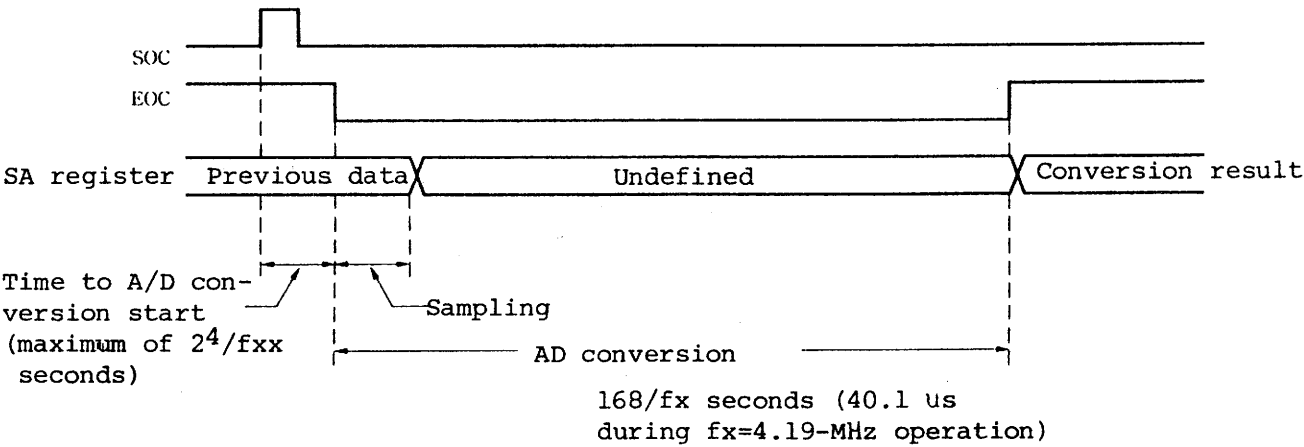 SOC
EOC
SA register
Previous data
Undefined
Conversion result
Time to A/D con-
version start
(maximum of 2⁴/fxx
seconds)
Sampling
AD conversion
168/fx seconds (40.1 us
during fx=4.19-MHz operation)